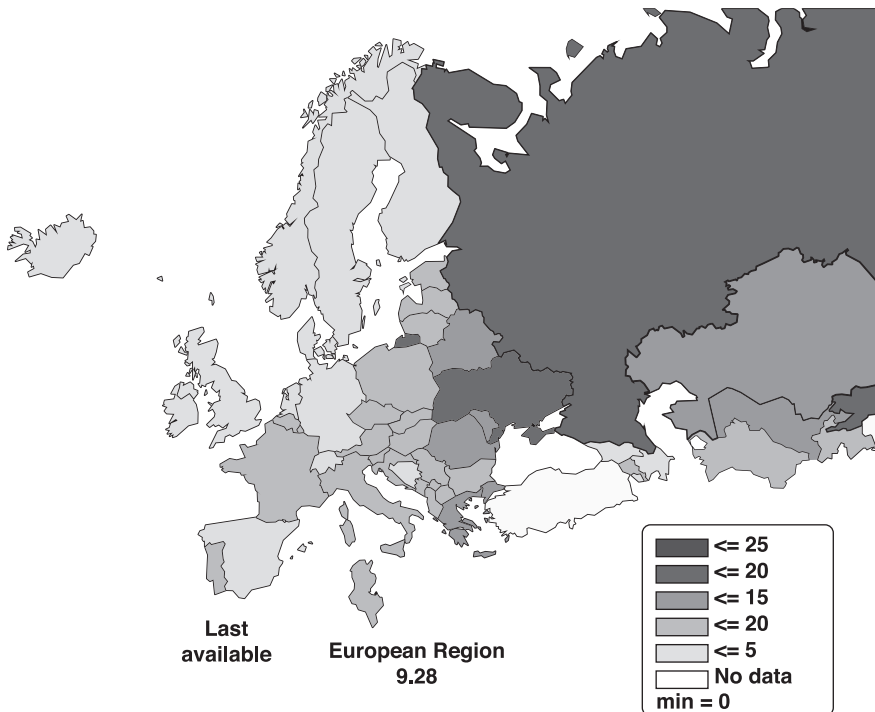 Last
available
European Region
9.28
<= 25
<= 20
<= 15
<= 20
<= 5
No data
min = 0